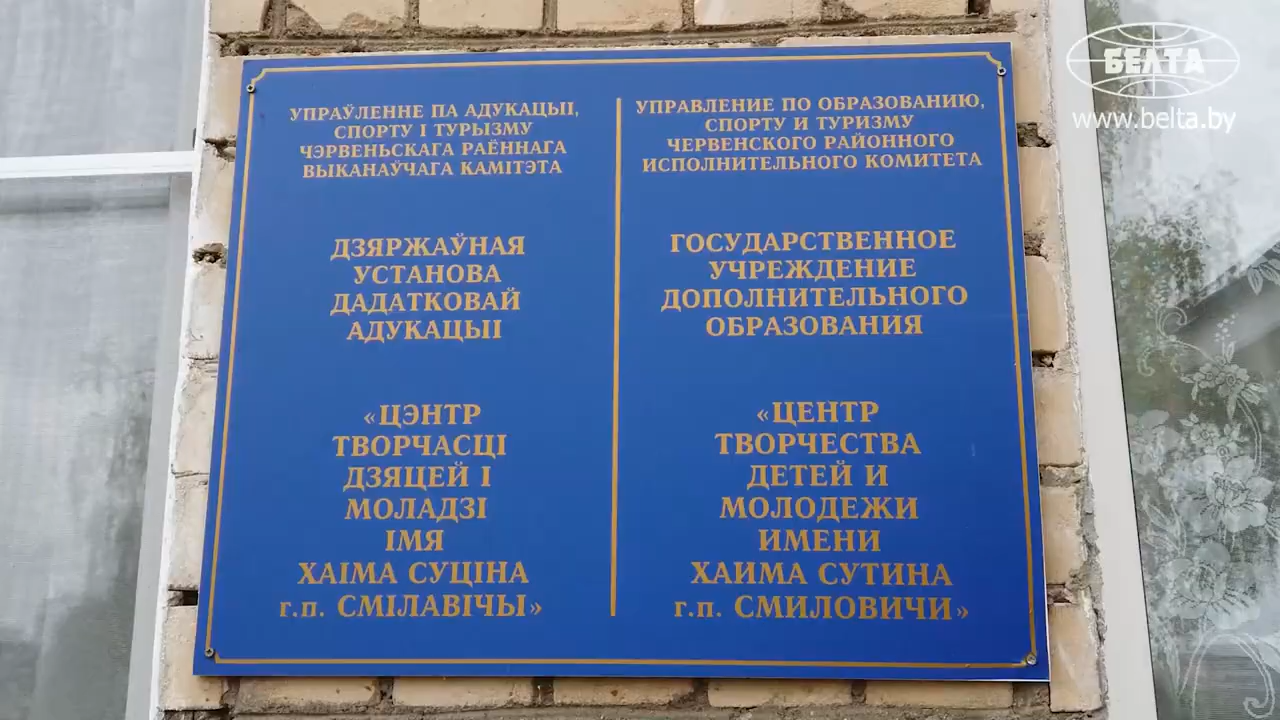 УПРАЎЛЕННЕ ПА АДУКАЦЫІ,
СПОРТУ І ТУРЫЗМУ
ЧЭРВЕНЬСКАГА РАЁННАГА
ВЫКАНАЎЧАГА КАМІТЭТА
ДЗЯРЖАЎНАЯ
УСТАНОВА
ДАДАТКОВАЙ
АДУКАЦЫІ
«ЦЭНТР
ТВОРЧАСЦІ
ДЗЯЦЕЙ І
МОЛАДЗІ
ІМЯ
ХАІМА СУЦІНА
г.п. СМІЛАВІЧЫ»
УПРАВЛЕНИЕ ПО ОБРАЗОВАНИЮ,
СПОРТУ И ТУРИЗМУ
ЧЕРВЕНСКОГО РАЙОННОГО
ИСПОЛНИТЕЛЬНОГО КОМИТЕТА
ГОСУДАРСТВЕННОЕ
УЧРЕЖДЕНИЕ
ДОПОЛНИТЕЛЬНОГО
ОБРАЗОВАНИЯ
«ЦЕНТР
ТВОРЧЕСТВА
ДЕТЕЙ И
МОЛОДЕЖИ
ИМЕНИ
ХАИМА СУТИНА
г.п. СМИЛОВИЧИ»
БЕЛТА
www.belta.by